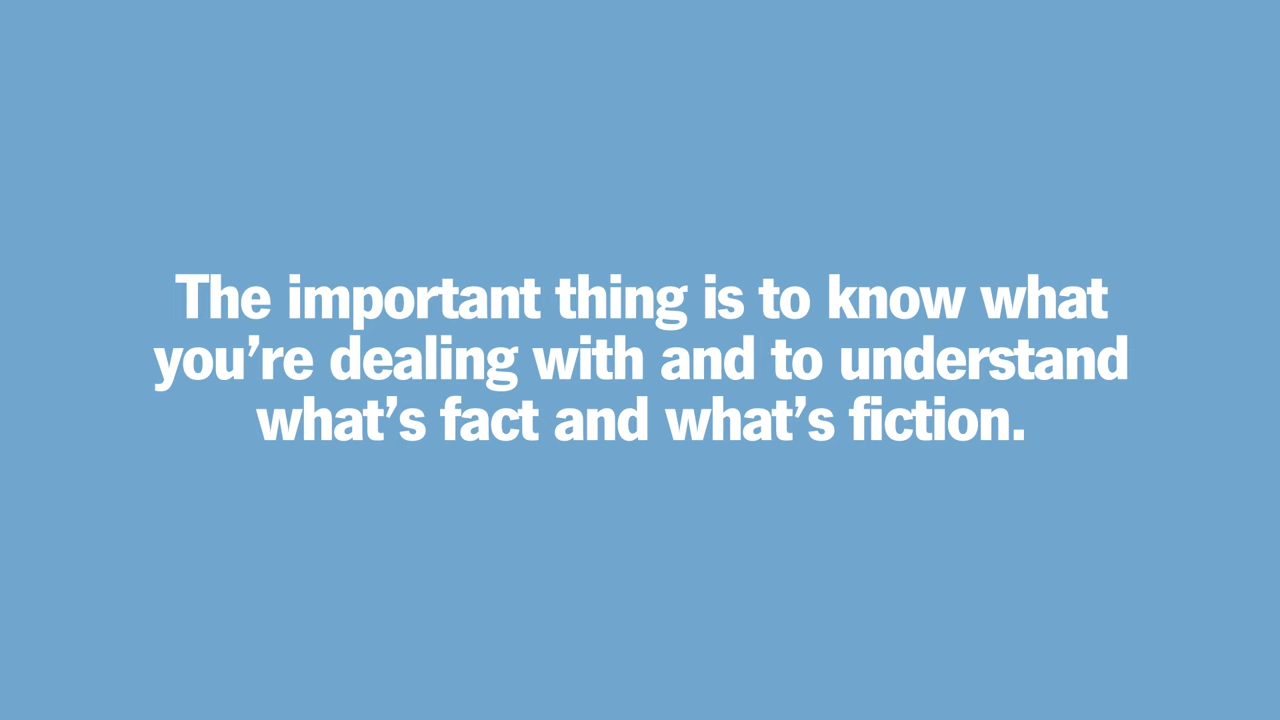 The important thing is to know what
you’re dealing with and to understand
what’s fact and what’s fiction.